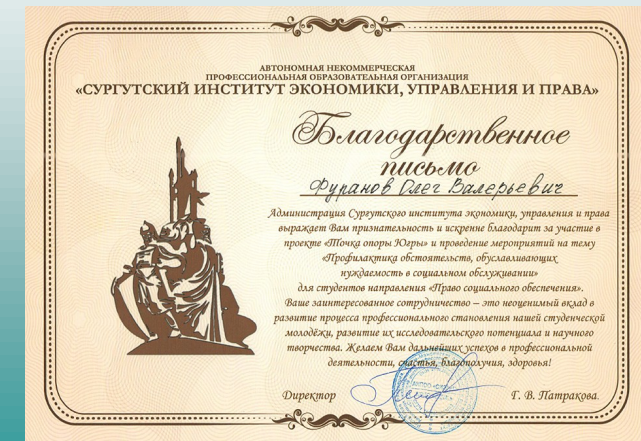 АВТОНОМНАЯ НЕКОММЕРЧЕСКАЯ
ПРОФЕССИОНАЛЬНАЯ ОБРАЗОВАТЕЛЬНАЯ ОРГАНИЗАЦИЯ
«СУРГУТСКИЙ ИНСТИТУТ ЭКОНОМИКИ, УПРАВЛЕНИЯ И ПРАВА»
Благодарственное
письмо
Фуранов Олег Валерьевич
Администрация Сургутского института экономики, управления и права
выражает Вам признательность и искренне благодарит за участие в
проекте «Точка опоры Югры» и проведение мероприятий на тему
«Профилактика обстоятельств, обуславливающих
нуждаемость в социальном обслуживании»
для студентов направления «Право социального обеспечения».
Ваше заинтересованное сотрудничество – это неоценимый вклад в
развитие процесса профессионального становления нашей студенческой
молодёжи, развитие их исследовательского потенциала и научного
творчества. Желаем Вам дальнейших успехов в профессиональной
деятельности, счастья, благополучия, здоровья!
Директор Г. В. Патракова.